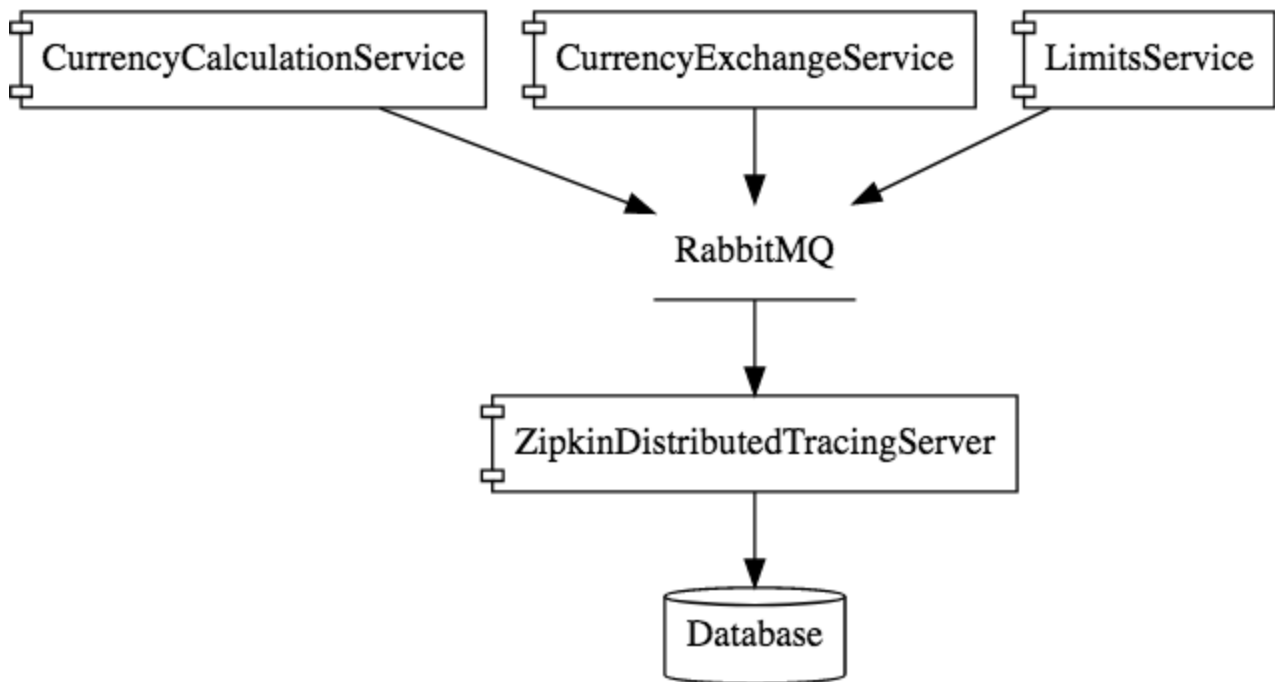 CurrencyCalculationService
CurrencyExchangeService
LimitsService
RabbitMQ
ZipkinDistributedTracingServer
Database